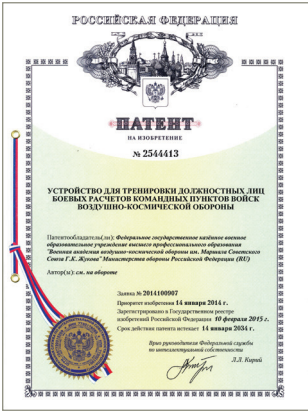 РОССИЙСКАЯ ФЕДЕРАЦИЯ
ПАТЕНТ
НА ИЗОБРЕТЕНИЕ
№ 2544413
УСТРОЙСТВО ДЛЯ ТРЕНИРОВКИ ДОЛЖНОСТНЫХ ЛИЦ
БОЕВЫХ РАСЧЕТОВ КОМАНДНЫХ ПУНКТОВ ВОЙСК
ВОЗДУШНО-КОСМИЧЕСКОЙ ОБОРОНЫ
Патентообладатель(ли): Федеральное государственное казённое военное
образовательное учреждение высшего профессионального образования
"Военная академия воздушно-космической обороны им. Маршала Советского
Союза Г.К. Жукова" Министерства обороны Российской Федерации (RU)
Автор(ы): см. на обороте
Заявка № 2014100907
Приоритет изобретения 14 января 2014 г.
Зарегистрировано в Государственном реестре
изобретений Российской Федерации 10 февраля 2015 г.
Срок действия патента истекает 14 января 2034 г.
Врио руководителя Федеральной службы
по интеллектуальной собственности
Л.Л. Кирий